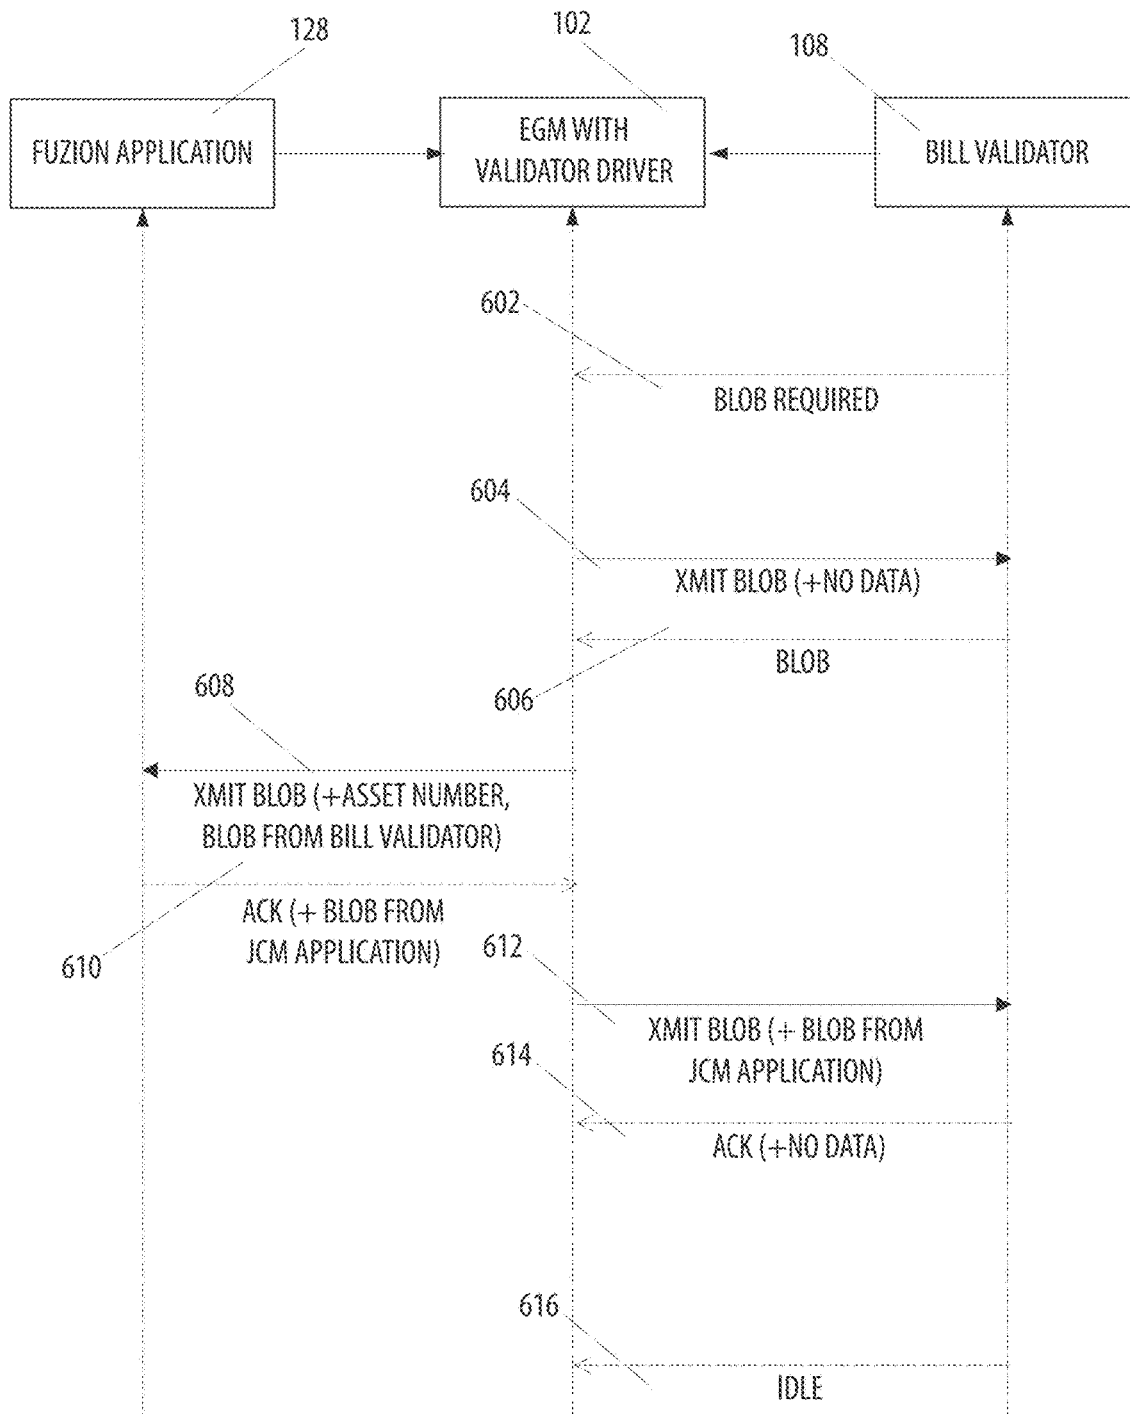 128
102
108
FUZION APPLICATION
EGM WITH
VALIDATOR DRIVER
BILL VALIDATOR
602
BLOB REQUIRED
604
XMIT BLOB (+NO DATA)
BLOB
606
608
XMIT BLOB (+ASSET NUMBER,
BLOB FROM BILL VALIDATOR)
ACK (+ BLOB FROM
JCM APPLICATION)
610
612
XMIT BLOB (+ BLOB FROM
JCM APPLICATION)
614
ACK (+NO DATA)
616
IDLE